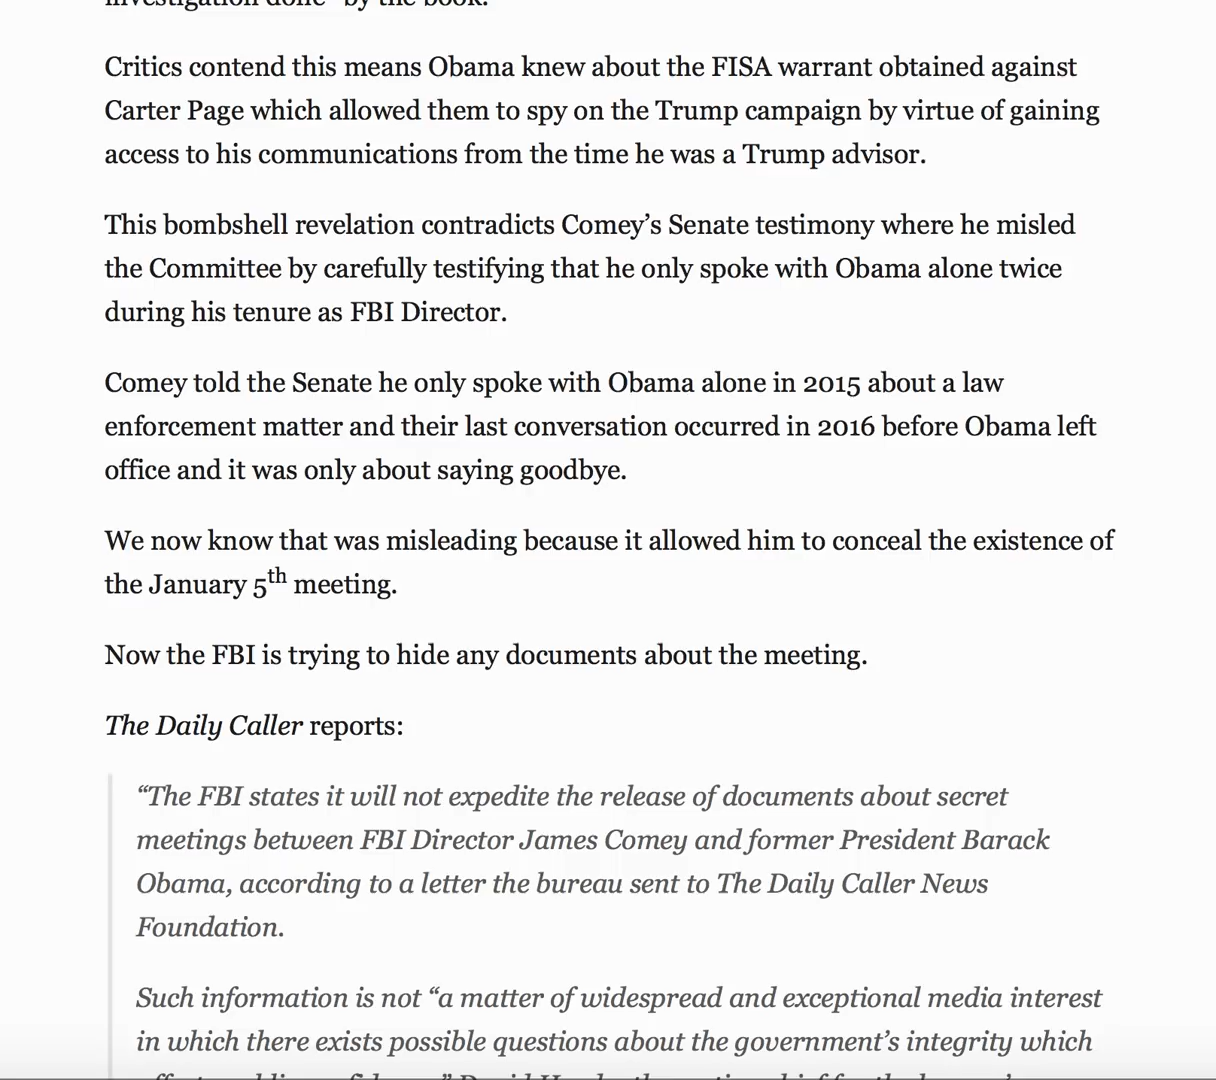 investigation done “by the book.”
Critics contend this means Obama knew about the FISA warrant obtained against
Carter Page which allowed them to spy on the Trump campaign by virtue of gaining
access to his communications from the time he was a Trump advisor.
This bombshell revelation contradicts Comey’s Senate testimony where he misled
the Committee by carefully testifying that he only spoke with Obama alone twice
during his tenure as FBI Director.
Comey told the Senate he only spoke with Obama alone in 2015 about a law
enforcement matter and their last conversation occurred in 2016 before Obama left
office and it was only about saying goodbye.
We now know that was misleading because it allowed him to conceal the existence of
the January 5th meeting.
Now the FBI is trying to hide any documents about the meeting.
The Daily Caller reports:
“The FBI states it will not expedite the release of documents about secret
meetings between FBI Director James Comey and former President Barack
Obama, according to a letter the bureau sent to The Daily Caller News
Foundation.
Such information is not “a matter of widespread and exceptional media interest
in which there exists possible questions about the government’s integrity which